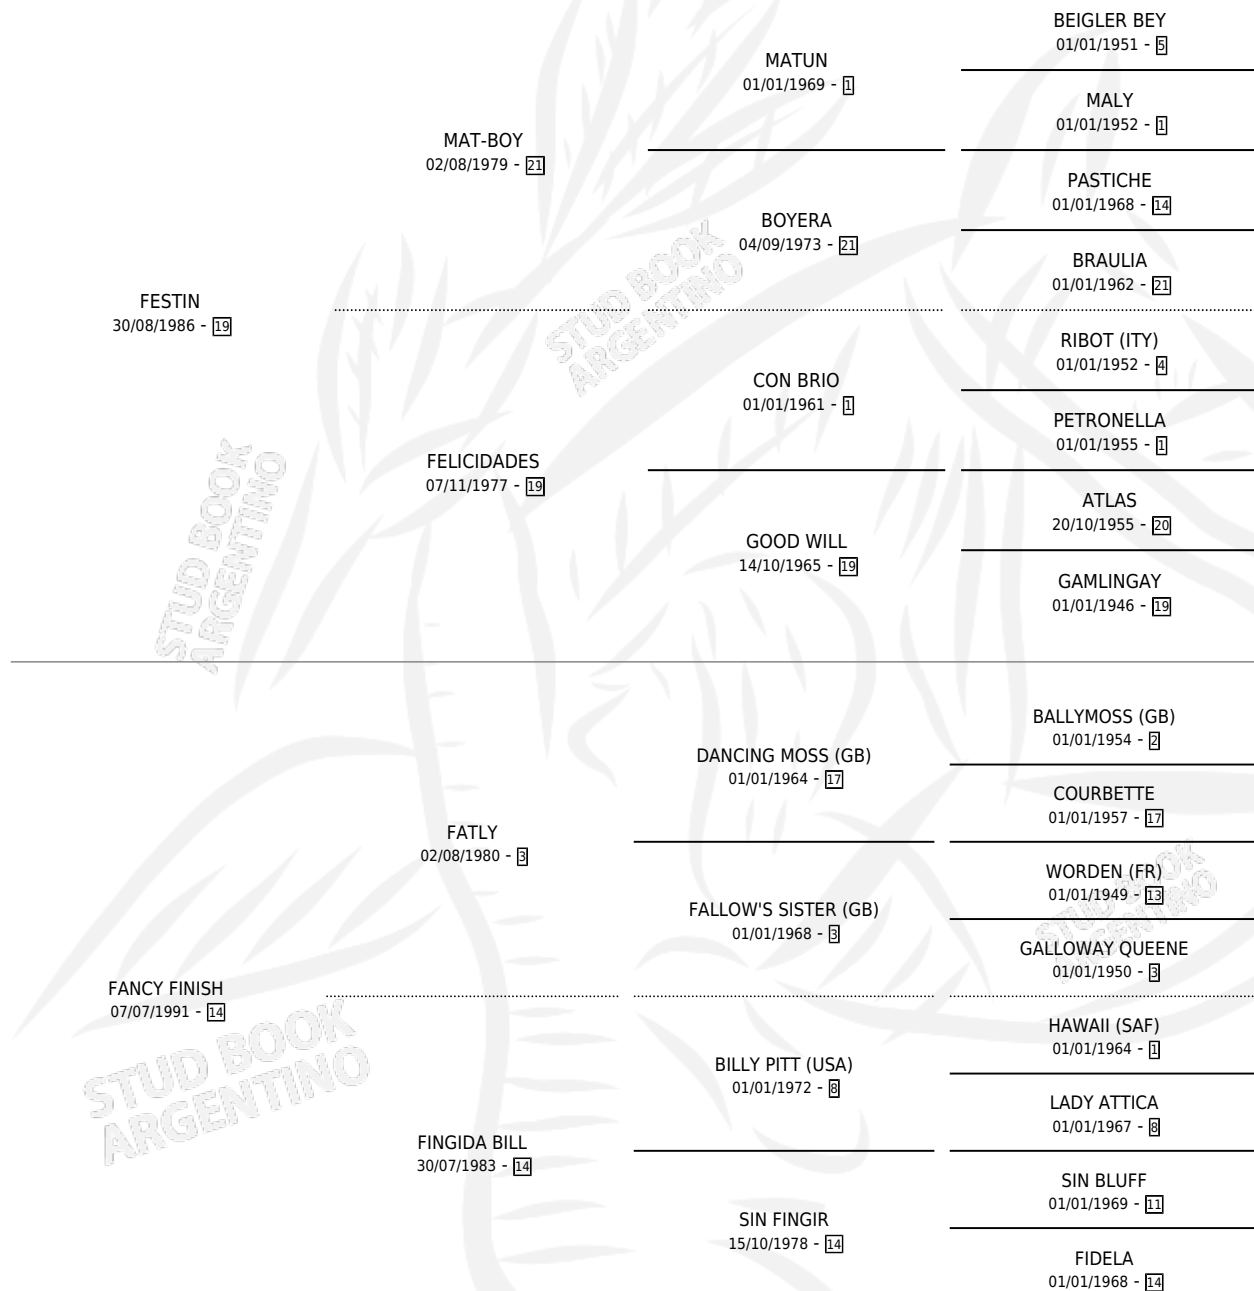 BEIGLER BEY
01/01/1951 - 5
MATUN
01/01/1969 - 1
MALY
01/01/1952 - 1
MAT-BOY
02/08/1979 - 21
PASTICHE
01/01/1968 - 14
BOYERA
04/09/1973 - 21
BRAULIA
01/01/1962 - 21
FESTIN
30/08/1986 - 19
STUD BOOK
ARGENTINO
RIBOT (ITY)
01/01/1952 - 4
CON BRIO
01/01/1961 - 1
PETRONELLA
01/01/1955 - 1
FELICIDADES
07/11/1977 - 19
ATLAS
20/10/1955 - 20
GOOD WILL
14/10/1965 - 19
GAMLINGAY
01/01/1946 - 19
STUD BOOK
ARGENTINO
BALLYMOSS (GB)
01/01/1954 - 2
DANCING MOSS (GB)
01/01/1964 - 17
COURBETTE
01/01/1957 - 17
FATLY
02/08/1980 - 3
WORDEN (FR)
01/01/1949 - 13
FALLOW'S SISTER (GB)
01/01/1968 - 3
STUD BOOK
ARGENTINO
GALLOWAY QUEENE
01/01/1950 - 3
FANCY FINISH
07/07/1991 - 14
STUD BOOK
ARGENTINO
HAWAII (SAF)
01/01/1964 - 1
BILLY PITT (USA)
01/01/1972 - 8
LADY ATTICA
01/01/1967 - 8
FINGIDA BILL
30/07/1983 - 14
SIN BLUFF
01/01/1969 - 11
SIN FINGIR
15/10/1978 - 14
FIDELA
01/01/1968 - 14